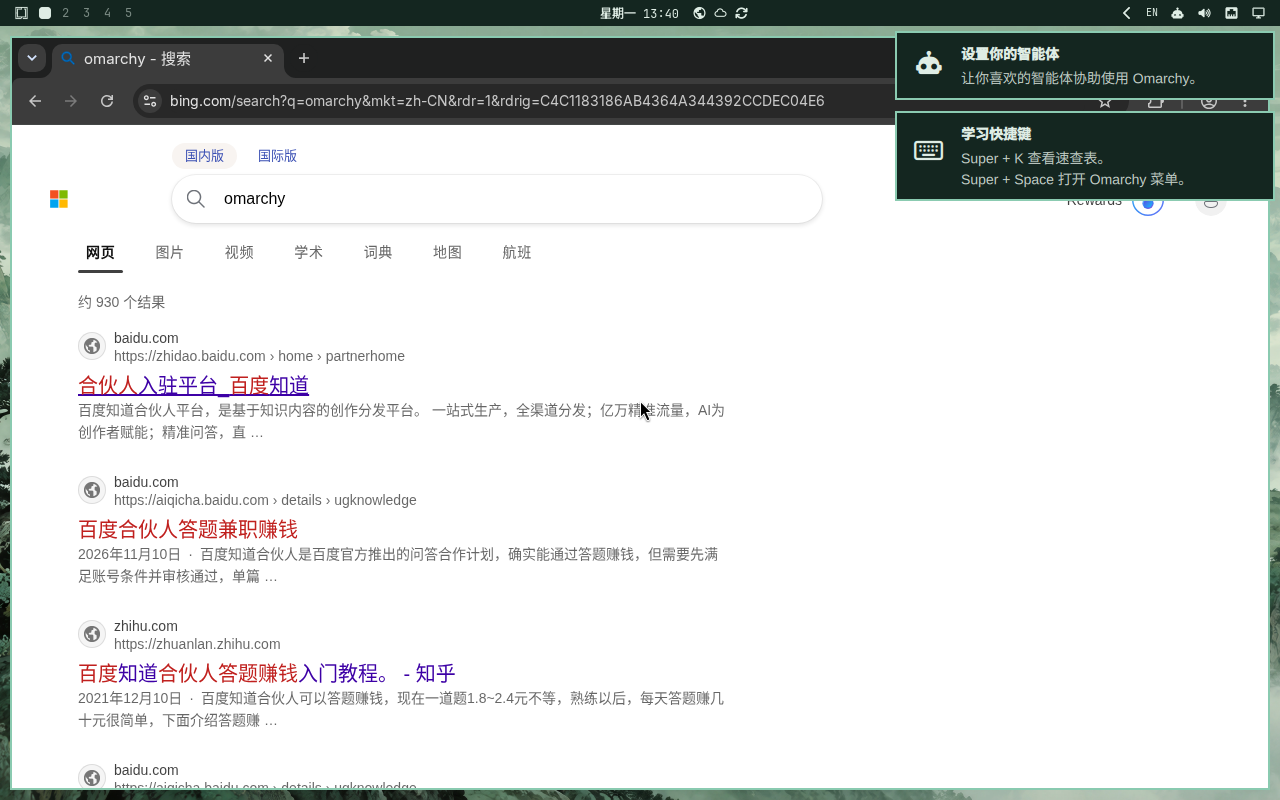 2 3 4 5
星期一 13:40
EN
omarchy - 搜索
bing.com/search?q=omarchy&mkt=zh-CN&rdr=1&rdrig=C4C1183186AB4364A344392CCDEC04E6
设置你的智能体
让你喜欢的智能体协助使用 Omarchy。
学习快捷键
Super + K 查看速查表。
Super + Space 打开 Omarchy 菜单。
国内版 国际版
omarchy
Rewards
网页 图片 视频 学术 词典 地图 航班
约 930 个结果
baidu.com
https://zhidao.baidu.com › home › partnerhome
合伙人入驻平台_百度知道
百度知道合伙人平台，是基于知识内容的创作分发平台。 一站式生产，全渠道分发；亿万精准流量，AI为
创作者赋能；精准问答，直 …
baidu.com
https://aiqicha.baidu.com › details › ugknowledge
百度合伙人答题兼职赚钱
2026年11月10日 · 百度知道合伙人是百度官方推出的问答合作计划，确实能通过答题赚钱，但需要先满
足账号条件并审核通过，单篇 …
zhihu.com
https://zhuanlan.zhihu.com
百度知道合伙人答题赚钱入门教程。 - 知乎
2021年12月10日 · 百度知道合伙人可以答题赚钱，现在一道题1.8~2.4元不等，熟练以后，每天答题赚几
十元很简单，下面介绍答题赚 …
baidu.com
https://aiqicha.baidu.com › details › ugknowledge